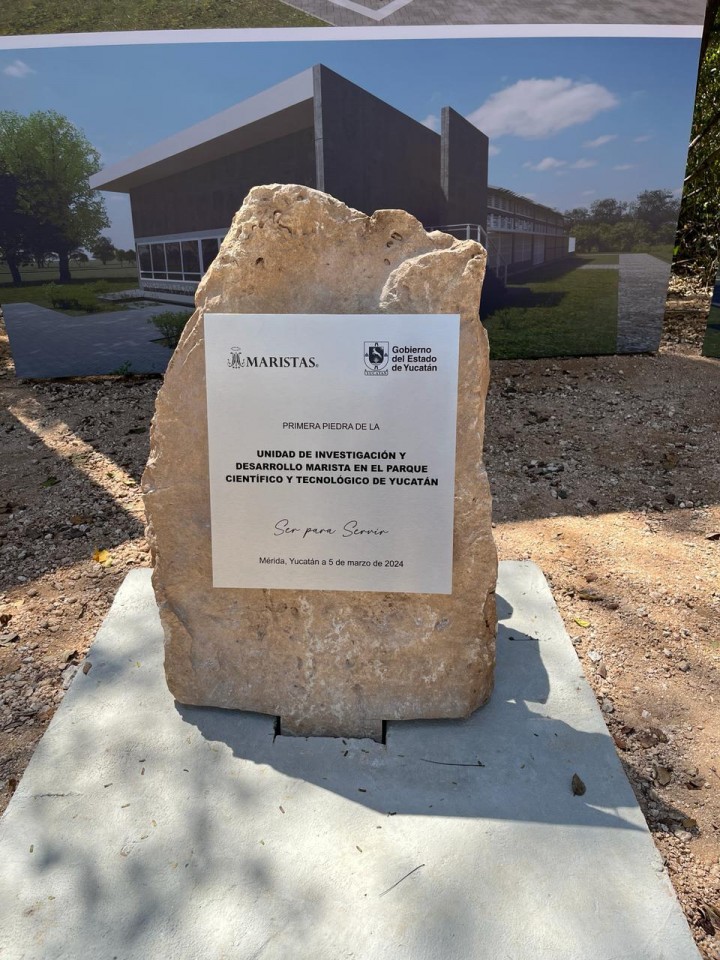 MARISTAS®
Gobierno
del Estado
de Yucatán
PRIMERA PIEDRA DE LA
UNIDAD DE INVESTIGACIÓN Y
DESARROLLO MARISTA EN EL PARQUE
CIENTÍFICO Y TECNOLÓGICO DE YUCATÁN
Ser para Servir
Mérida, Yucatán a 5 de marzo de 2024